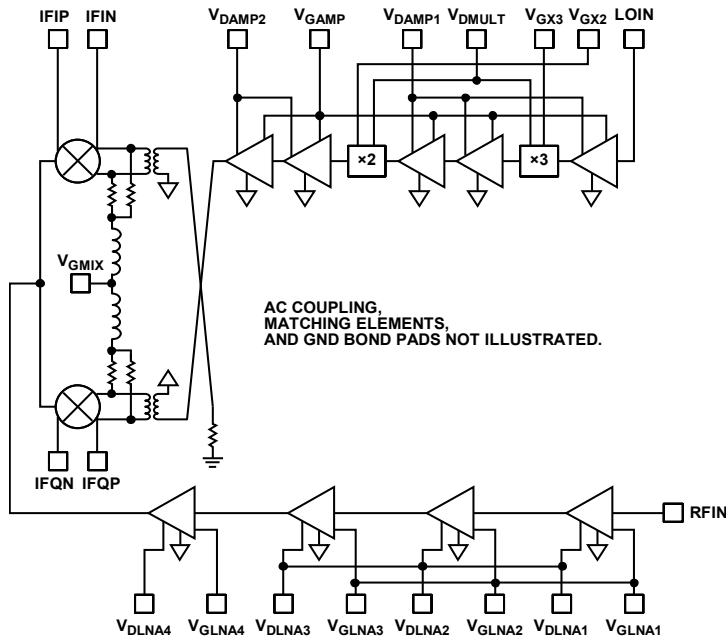 IFIP IFIN VDAMP2 VGAMP VDAMP1 VDMULT VGX3 VGX2 LOIN
×2 ×3
VGMIX
AC COUPLING,
MATCHING ELEMENTS,
AND GND BOND PADS NOT ILLUSTRATED.
IFQN IFQP
RFIN
VDLNA4 VGLNA4 VDLNA3 VGLNA3 VDLNA2 VGLNA2 VDLNA1 VGLNA1